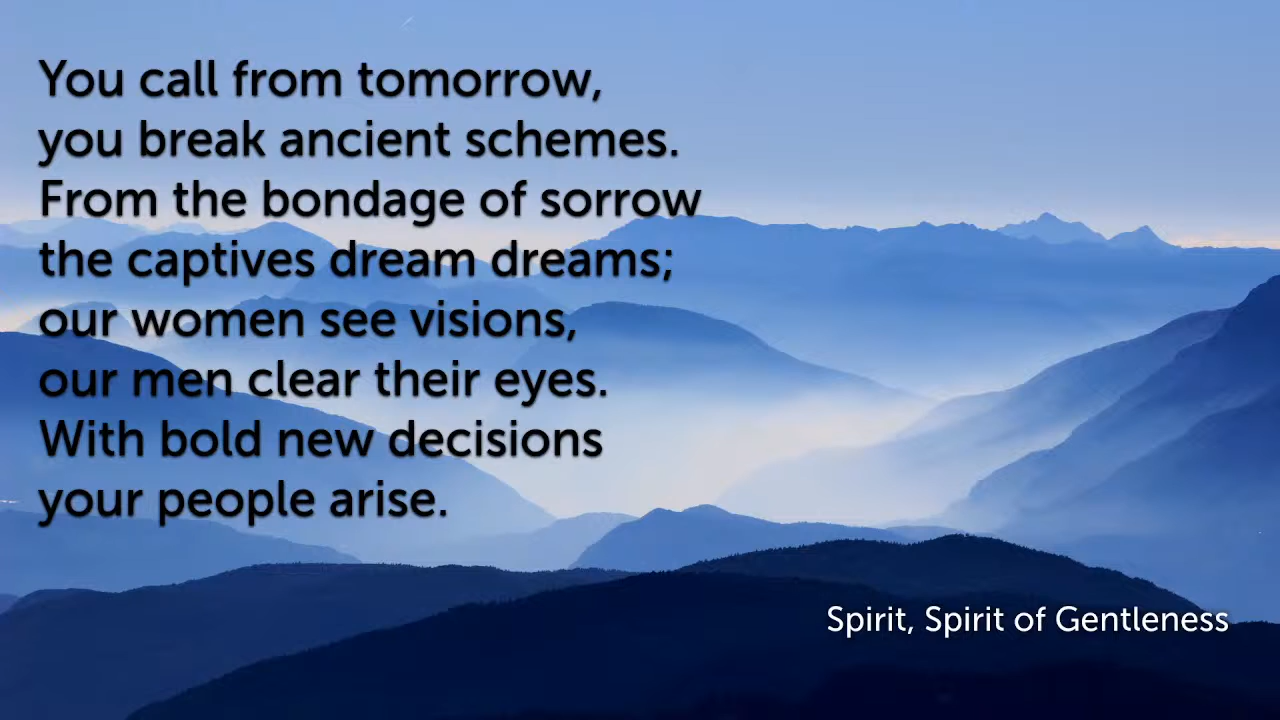 You call from tomorrow,
you break ancient schemes.
From the bondage of sorrow
the captives dream dreams;
our women see visions,
our men clear their eyes.
With bold new decisions
your people arise.
Spirit, Spirit of Gentleness